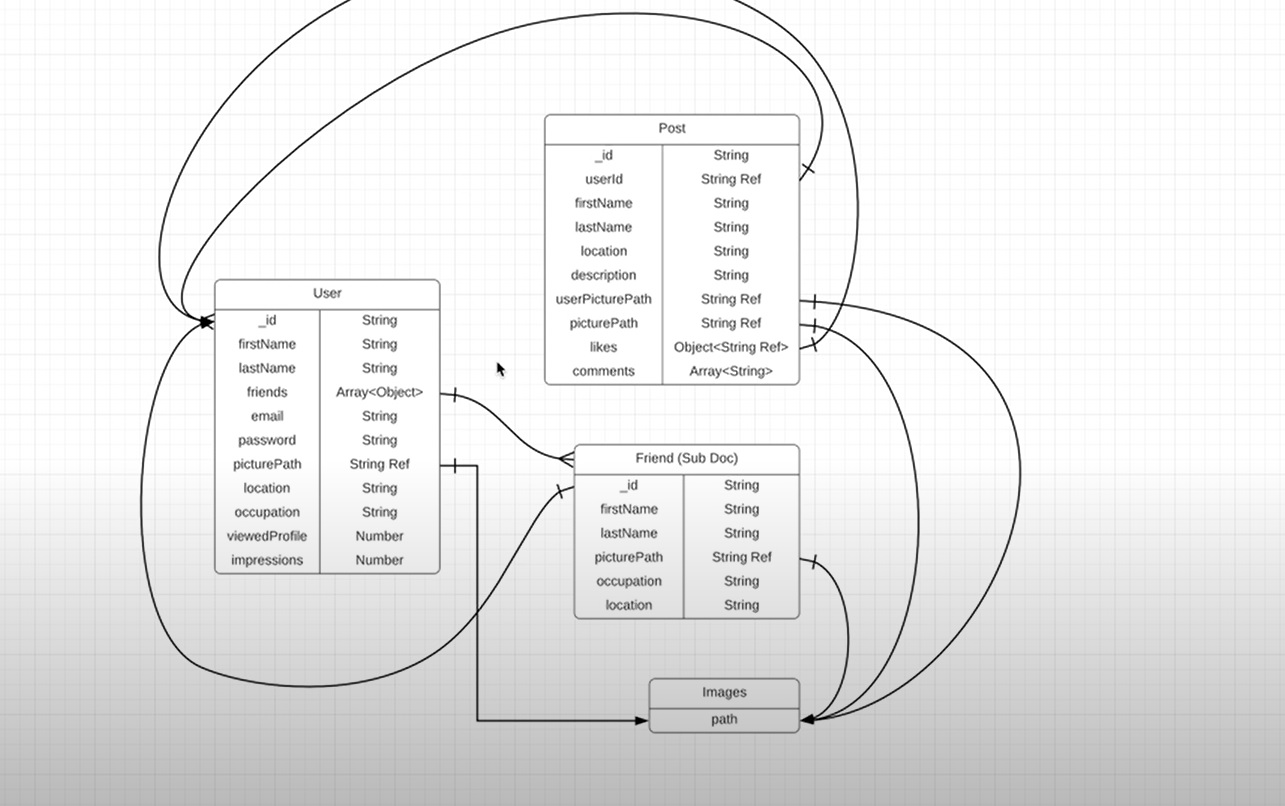 Post
_id String
userId String Ref
firstName String
lastName String
location String
description String
userPicturePath String Ref
picturePath String Ref
likes Object<String Ref>
comments Array<String>
User
_id String
firstName String
lastName String
friends Array<Object>
email String
password String
picturePath String Ref
location String
occupation String
viewedProfile Number
impressions Number
Friend (Sub Doc)
_id String
firstName String
lastName String
picturePath String Ref
occupation String
location String
Images
path